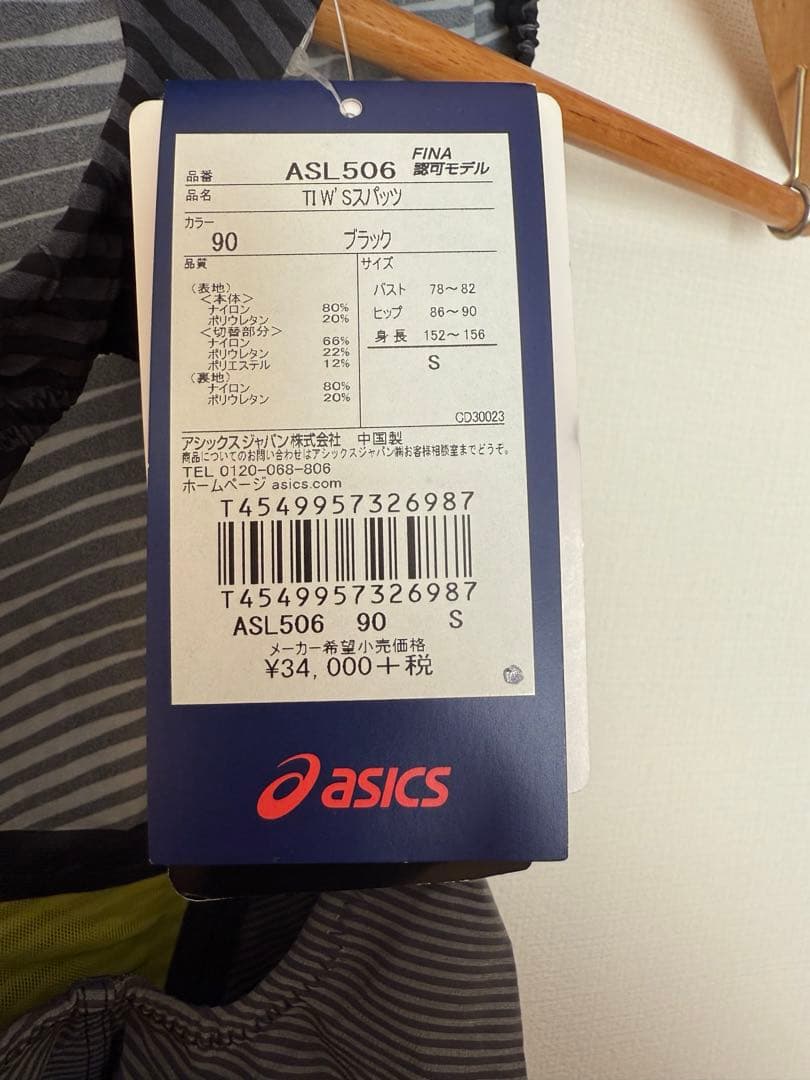 品番 ASL506 FINA 認可モデル
品名 TI W'Sスパッツ
カラー
90 ブラック
品質
(表地)
<本体>
ナイロン 80%
ポリウレタン 20%
<切替部分>
ナイロン 66%
ポリウレタン 22%
ポリエステル 12%
(裏地)
ナイロン 80%
ポリウレタン 20%
サイズ
バスト 78～82
ヒップ 86～90
身長 152～156
S
CD30023
アシックスジャパン株式会社 中国製
商品についてのお問い合わせはアシックスジャパン㈱お客様相談室までどうぞ。
TEL 0120-068-806
ホームページ asics.com
T4549957326987
T4549957326987
ASL506 90 S
メーカー希望小売価格
¥34,000+税
asics